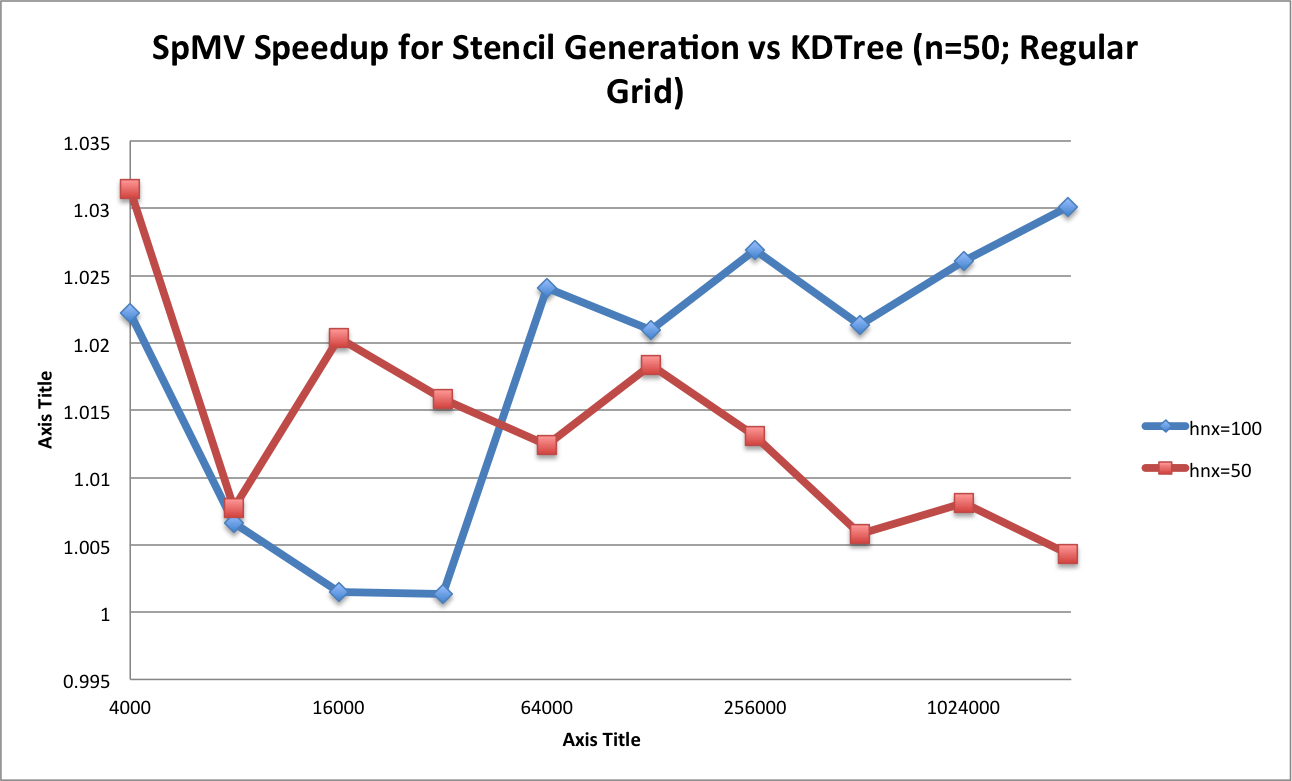 SpMV Speedup for Stencil Generation vs KDTree (n=50; Regular
Grid)
1.035
1.03
1.025
1.02
1.015
1.01
1.005
1
0.995
Axis Title
4000 16000 64000 256000 1024000
Axis Title
hnx=100
hnx=50